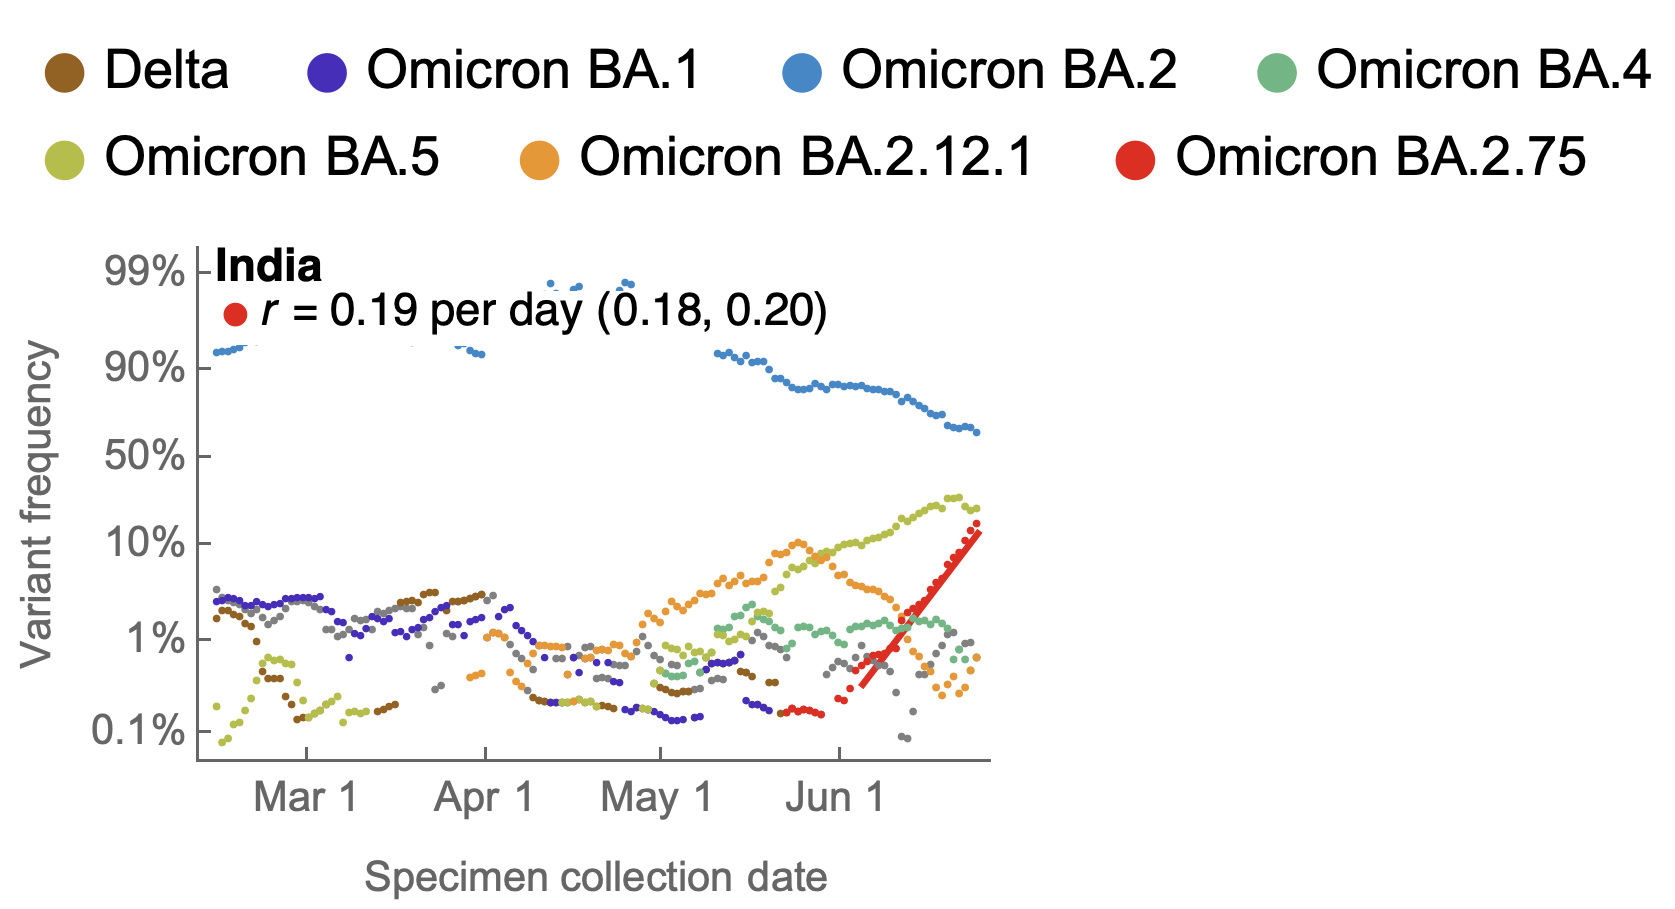 Delta Omicron BA.1 Omicron BA.2 Omicron BA.4
Omicron BA.5 Omicron BA.2.12.1 Omicron BA.2.75
India
r = 0.19 per day (0.18, 0.20)
Variant frequency
99%
90%
50%
10%
1%
0.1%
Mar 1 Apr 1 May 1 Jun 1
Specimen collection date